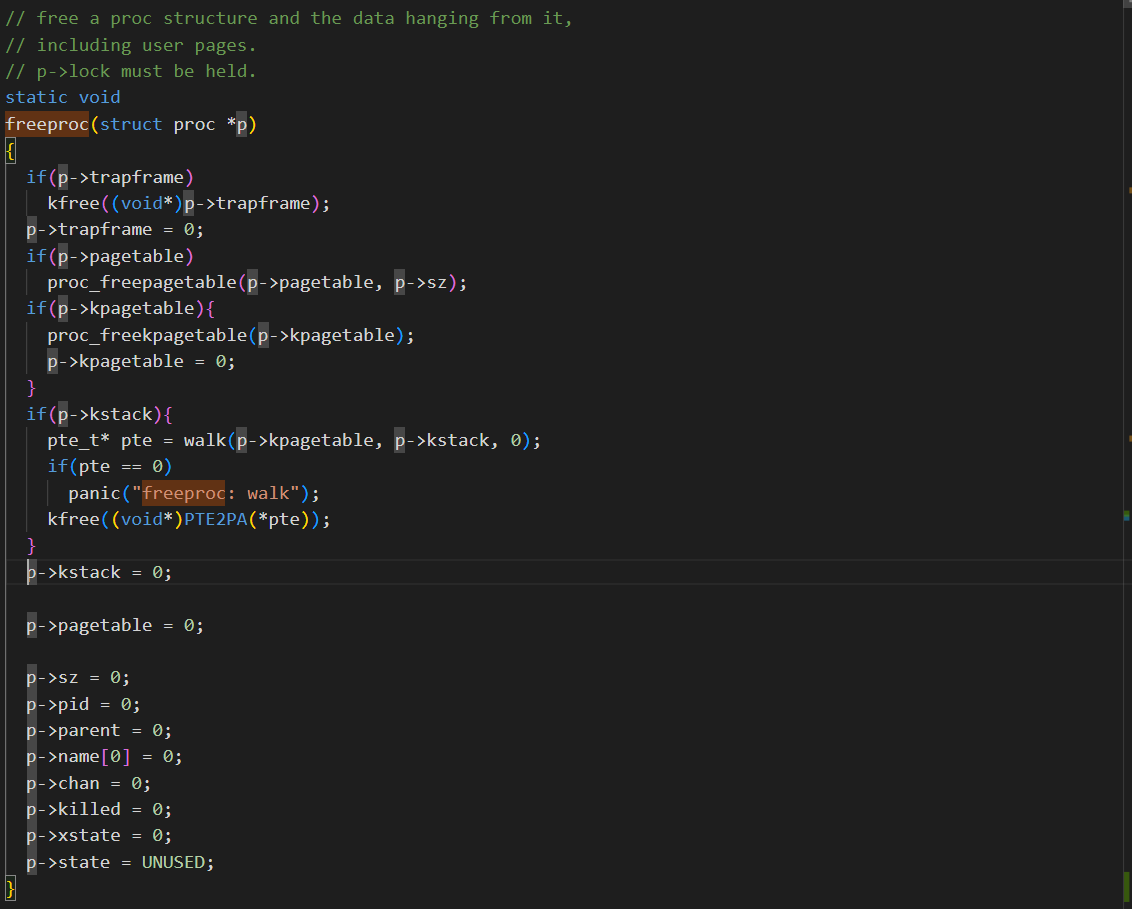 // free a proc structure and the data hanging from it,
// including user pages.
// p->lock must be held.
static void
freeproc(struct proc *p)
{
  if(p->trapframe)
    kfree((void*)p->trapframe);
  p->trapframe = 0;
  if(p->pagetable)
    proc_freepagetable(p->pagetable, p->sz);
  if(p->kpagetable){
    proc_freekpagetable(p->kpagetable);
    p->kpagetable = 0;
  }
  if(p->kstack){
    pte_t* pte = walk(p->kpagetable, p->kstack, 0);
    if(pte == 0)
      panic("freeproc: walk");
    kfree((void*)PTE2PA(*pte));
  }
  p->kstack = 0;

  p->pagetable = 0;

  p->sz = 0;
  p->pid = 0;
  p->parent = 0;
  p->name[0] = 0;
  p->chan = 0;
  p->killed = 0;
  p->xstate = 0;
  p->state = UNUSED;
}